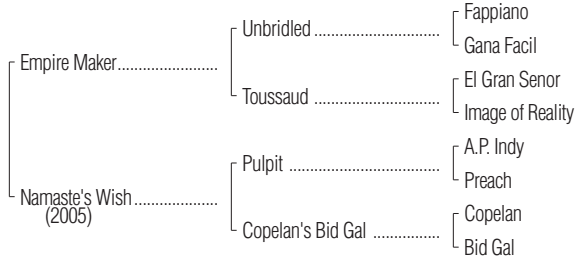 Fappiano
Unbridled
Gana Facil
Empire Maker
El Gran Senor
Toussaud
Image of Reality
A.P. Indy
Pulpit
Preach
Namaste's Wish
(2005)
Copelan
Copelan's Bid Gal
Bid Gal